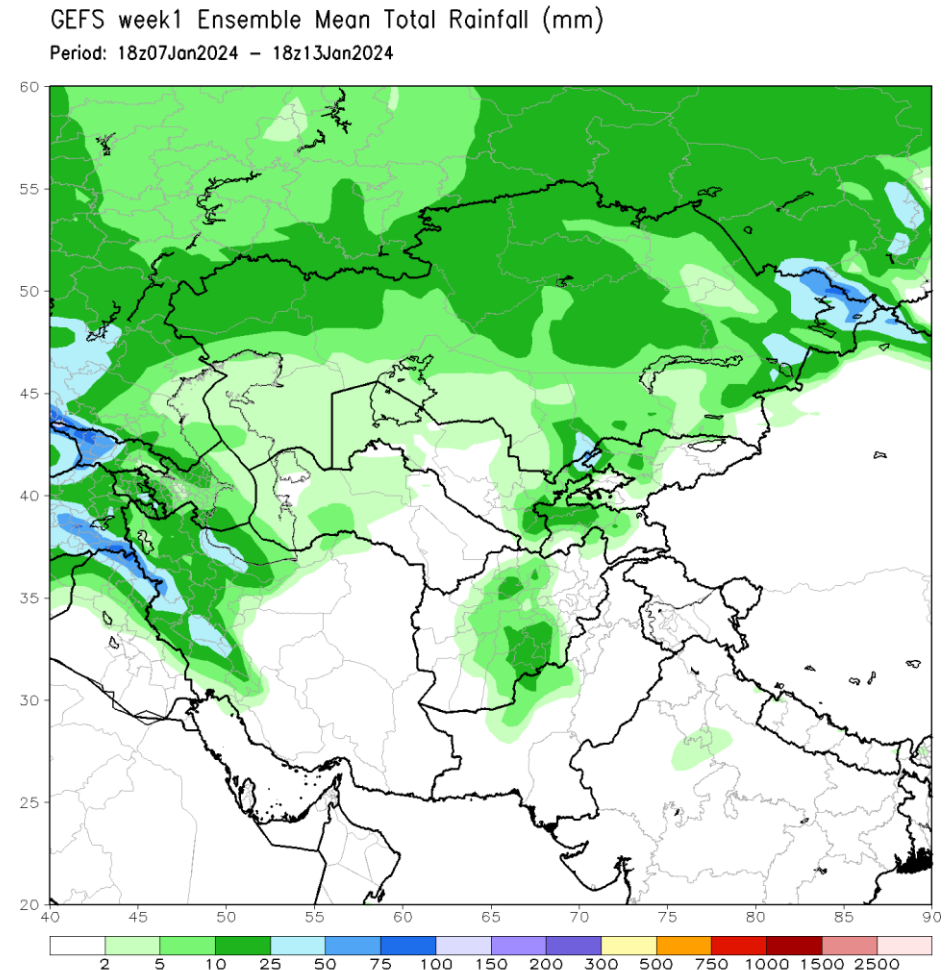 GEFS week1 Ensemble Mean Total Rainfall (mm)
Period: 18z07Jan2024 – 18z13Jan2024
60
55
50
45
40
35
30
25
20
40 45 50 55 60 65 70 75 80 85 90
2 5 10 25 50 75 100 150 200 300 500 750 1000 1500 2500